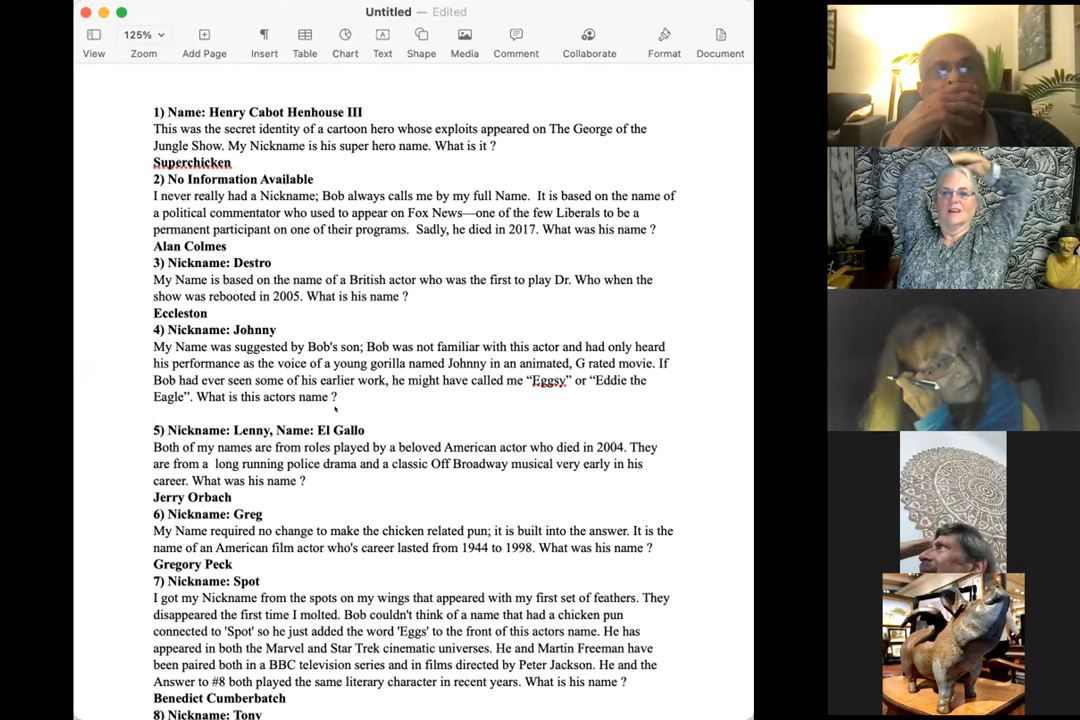 Untitled — Edited
125%
View Zoom Add Page Insert Table Chart Text Shape Media Comment Collaborate Format Document
1) Name: Henry Cabot Henhouse III
This was the secret identity of a cartoon hero whose exploits appeared on The George of the
Jungle Show. My Nickname is his super hero name. What is it ?
Superchicken
2) No Information Available
I never really had a Nickname; Bob always calls me by my full Name. It is based on the name of
a political commentator who used to appear on Fox News—one of the few Liberals to be a
permanent participant on one of their programs. Sadly, he died in 2017. What was his name ?
Alan Colmes
3) Nickname: Destro
My Name is based on the name of a British actor who was the first to play Dr. Who when the
show was rebooted in 2005. What is his name ?
Eccleston
4) Nickname: Johnny
My Name was suggested by Bob's son; Bob was not familiar with this actor and had only heard
his performance as the voice of a young gorilla named Johnny in an animated, G rated movie. If
Bob had ever seen some of his earlier work, he might have called me “Eggsy” or “Eddie the
Eagle”. What is this actors name ?
5) Nickname: Lenny, Name: El Gallo
Both of my names are from roles played by a beloved American actor who died in 2004. They
are from a long running police drama and a classic Off Broadway musical very early in his
career. What was his name ?
Jerry Orbach
6) Nickname: Greg
My Name required no change to make the chicken related pun; it is built into the answer. It is the
name of an American film actor who's career lasted from 1944 to 1998. What was his name ?
Gregory Peck
7) Nickname: Spot
I got my Nickname from the spots on my wings that appeared with my first set of feathers. They
disappeared the first time I molted. Bob couldn't think of a name that had a chicken pun
connected to 'Spot' so he just added the word 'Eggs' to the front of this actors name. He has
appeared in both the Marvel and Star Trek cinematic universes. He and Martin Freeman have
been paired both in a BBC television series and in films directed by Peter Jackson. He and the
Answer to #8 both played the same literary character in recent years. What is his name ?
Benedict Cumberbatch
8) Nickname: Tony